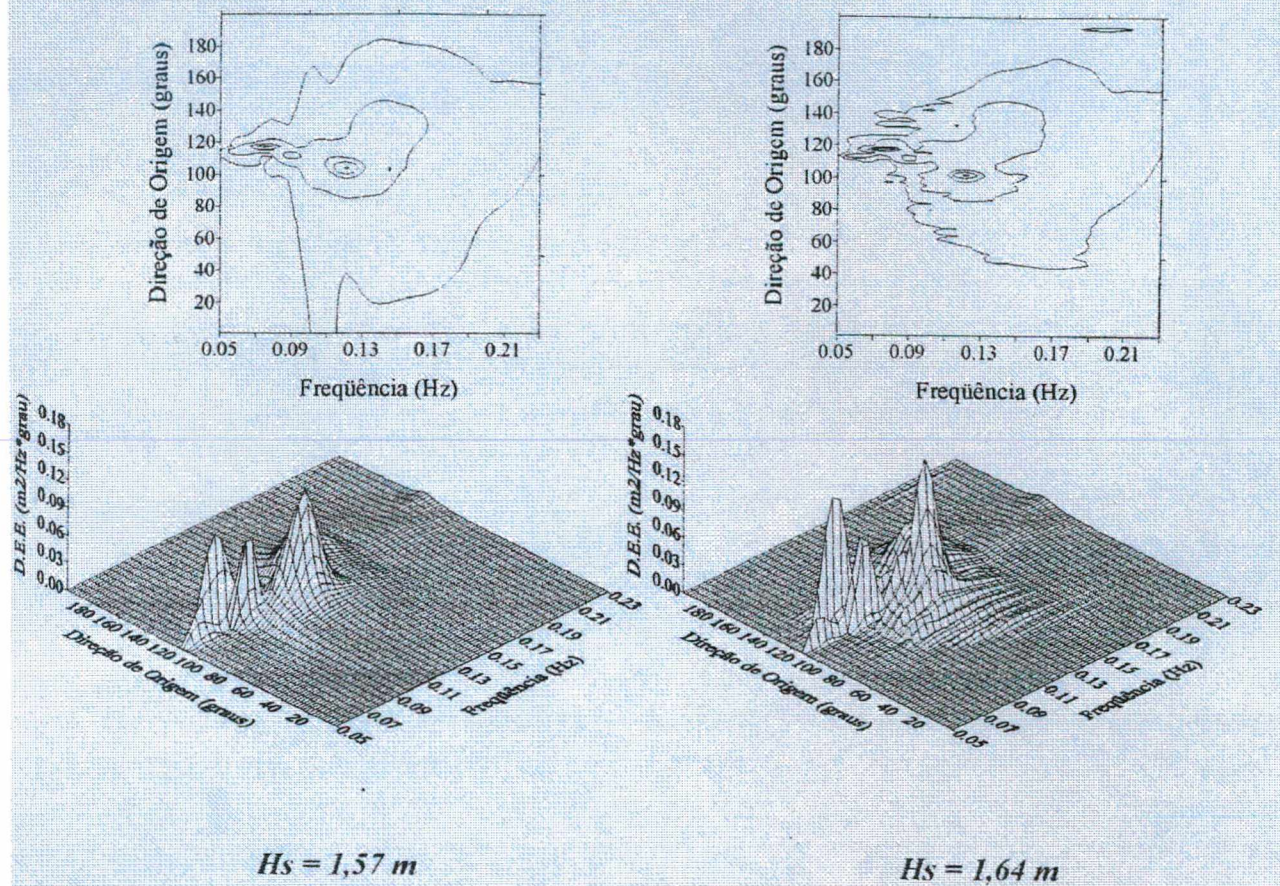 180
160
140
120
100
80
60
40
20
Direção de Origem (graus)
0.05 0.09 0.13 0.17 0.21
Freqüência (Hz)
180
160
140
120
100
80
60
40
20
Direção de Origem (graus)
0.05 0.09 0.13 0.17 0.21
Freqüência (Hz)
0.18
0.15
0.12
0.09
0.06
0.03
0.00
D.E.E. (m2/Hz*grau)
180 160 140 120 100 80 60 40 20
Direção de Origem (graus)
0.05 0.07 0.09 0.11 0.13 0.15 0.17 0.19 0.21 0.23
Freqüência (Hz)
0.18
0.15
0.12
0.09
0.06
0.03
0.00
D.E.E. (m2/Hz*grau)
180 160 140 120 100 80 60 40 20
Direção de Origem (graus)
0.05 0.07 0.09 0.11 0.13 0.15 0.17 0.19 0.21 0.23
Freqüência (Hz)
Hs = 1,57 m
Hs = 1,64 m